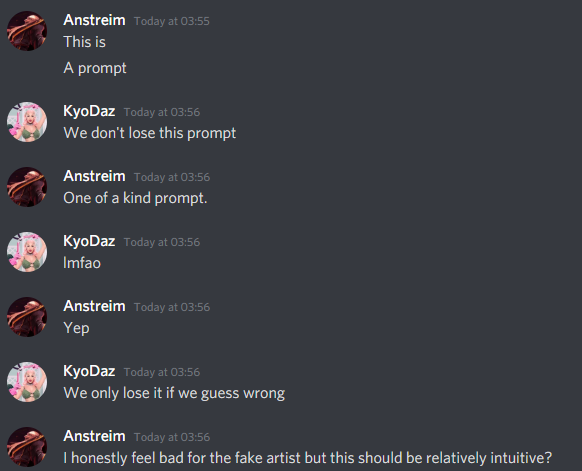 Anstreim Today at 03:55
This is
A prompt
KyoDaz Today at 03:56
We don't lose this prompt
Anstreim Today at 03:56
One of a kind prompt.
KyoDaz Today at 03:56
lmfao
Anstreim Today at 03:56
Yep
KyoDaz Today at 03:56
We only lose it if we guess wrong
Anstreim Today at 03:56
I honestly feel bad for the fake artist but this should be relatively intuitive?